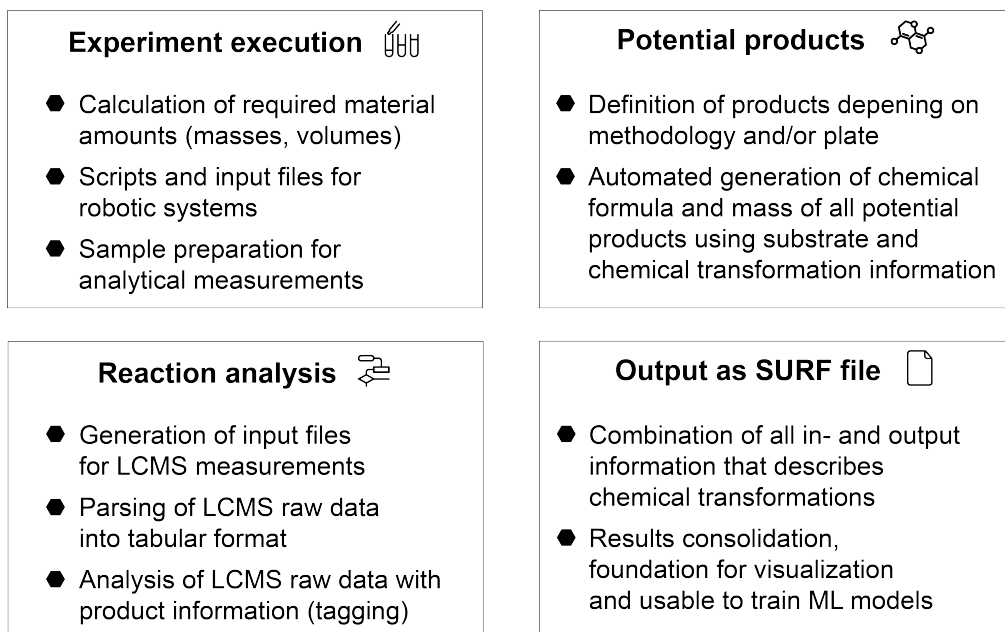 Experiment execution
Calculation of required material
amounts (masses, volumes)
Scripts and input files for
robotic systems
Sample preparation for
analytical measurements
Potential products
Definition of products depening on
methodology and/or plate
Automated generation of chemical
formula and mass of all potential
products using substrate and
chemical transformation information
Reaction analysis
Generation of input files
for LCMS measurements
Parsing of LCMS raw data
into tabular format
Analysis of LCMS raw data with
product information (tagging)
Output as SURF file
Combination of all in- and output
information that describes
chemical transformations
Results consolidation,
foundation for visualization
and usable to train ML models